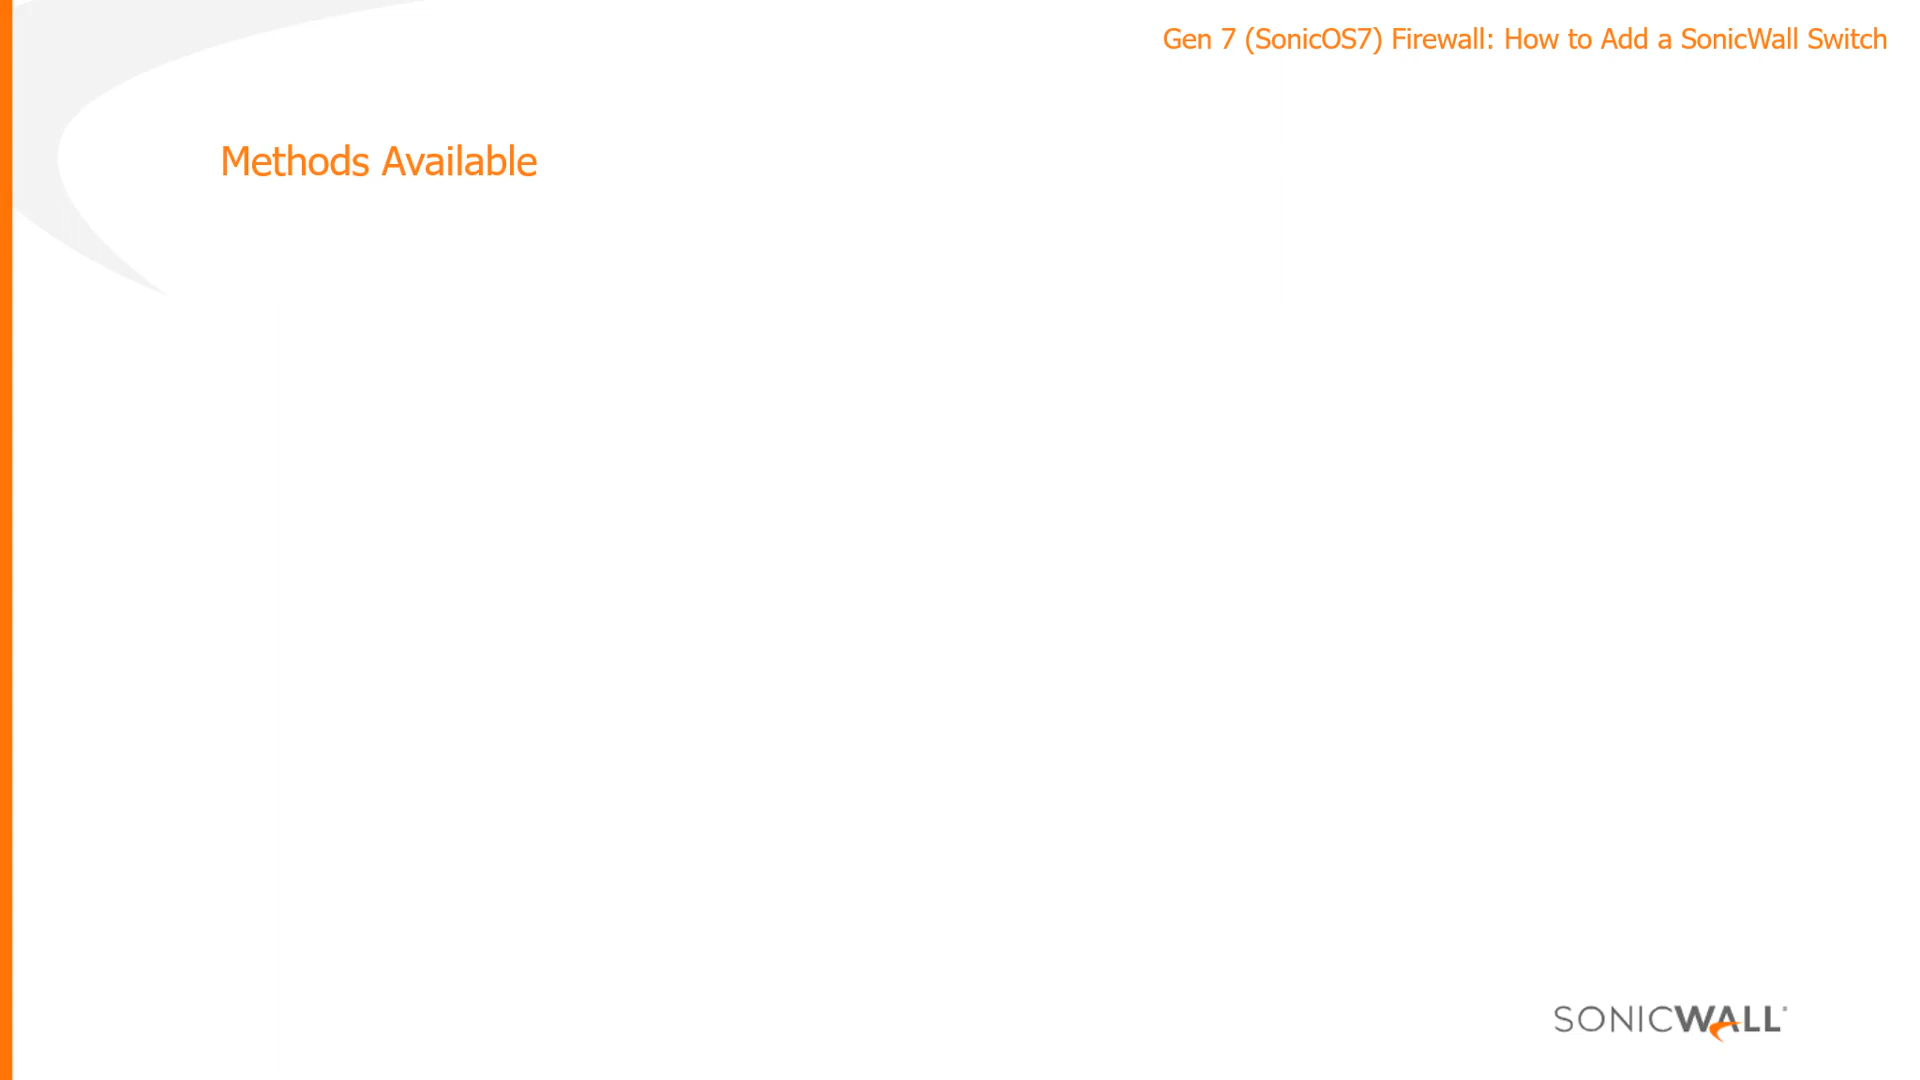 Gen 7 (SonicOS7) Firewall: How to Add a SonicWall Switch
Methods Available
SONICWALL